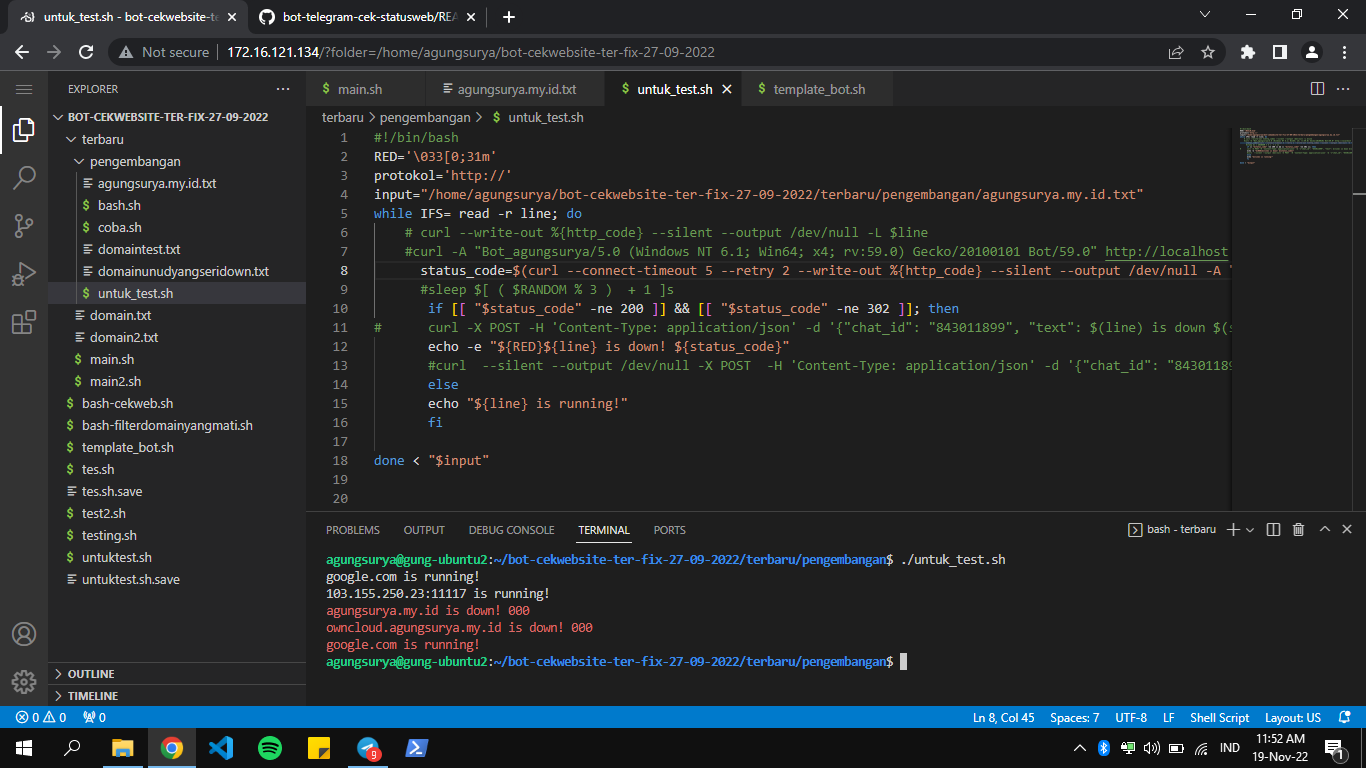 untuk_test.sh - bot-cekwebsite-te
bot-telegram-cek-statusweb/REA
Not secure
172.16.121.134/?folder=/home/agungsurya/bot-cekwebsite-ter-fix-27-09-2022
EXPLORER
BOT-CEKWEBSITE-TER-FIX-27-09-2022
terbaru
pengembangan
agungsurya.my.id.txt
$ bash.sh
$ coba.sh
domaintest.txt
domainunudyangseridown.txt
$ untuk_test.sh
domain.txt
domain2.txt
$ main.sh
$ main2.sh
$ bash-cekweb.sh
$ bash-filterdomainyangmati.sh
$ template_bot.sh
$ tes.sh
tes.sh.save
$ test2.sh
$ testing.sh
$ untuktest.sh
untuktest.sh.save
OUTLINE
TIMELINE
$ main.sh
agungsurya.my.id.txt
$ untuk_test.sh
$ template_bot.sh
terbaru > pengembangan > $ untuk_test.sh
1 #!/bin/bash
2 RED='\033[0;31m'
3 protokol='http://'
4 input="/home/agungsurya/bot-cekwebsite-ter-fix-27-09-2022/terbaru/pengembangan/agungsurya.my.id.txt"
5 while IFS= read -r line; do
6 # curl --write-out %{http_code} --silent --output /dev/null -L $line
7 #curl -A "Bot_agungsurya/5.0 (Windows NT 6.1; Win64; x4; rv:59.0) Gecko/20100101 Bot/59.0" http://localhost
8 status_code=$(curl --connect-timeout 5 --retry 2 --write-out %{http_code} --silent --output /dev/null -A
9 #sleep $[ ( $RANDOM % 3 )  + 1 ]s
10 if [[ "$status_code" -ne 200 ]] && [[ "$status_code" -ne 302 ]]; then
11 # curl -X POST -H 'Content-Type: application/json' -d '{"chat_id": "843011899", "text": $(line) is down $(s
12 echo -e "${RED}${line} is down! ${status_code}"
13 #curl  --silent --output /dev/null -X POST  -H 'Content-Type: application/json' -d '{"chat_id": "84301189
14 else
15 echo "${line} is running!"
16 fi
17
18 done < "$input"
19
20
PROBLEMS
OUTPUT
DEBUG CONSOLE
TERMINAL
PORTS
bash - terbaru
agungsurya@gung-ubuntu2:~/bot-cekwebsite-ter-fix-27-09-2022/terbaru/pengembangan$ ./untuk_test.sh
google.com is running!
103.155.250.23:11117 is running!
agungsurya.my.id is down! 000
owncloud.agungsurya.my.id is down! 000
google.com is running!
agungsurya@gung-ubuntu2:~/bot-cekwebsite-ter-fix-27-09-2022/terbaru/pengembangan$
0 0 0
Ln 8, Col 45
Spaces: 7
UTF-8
LF
Shell Script
Layout: US
9
IND
11:52 AM
19-Nov-22
1